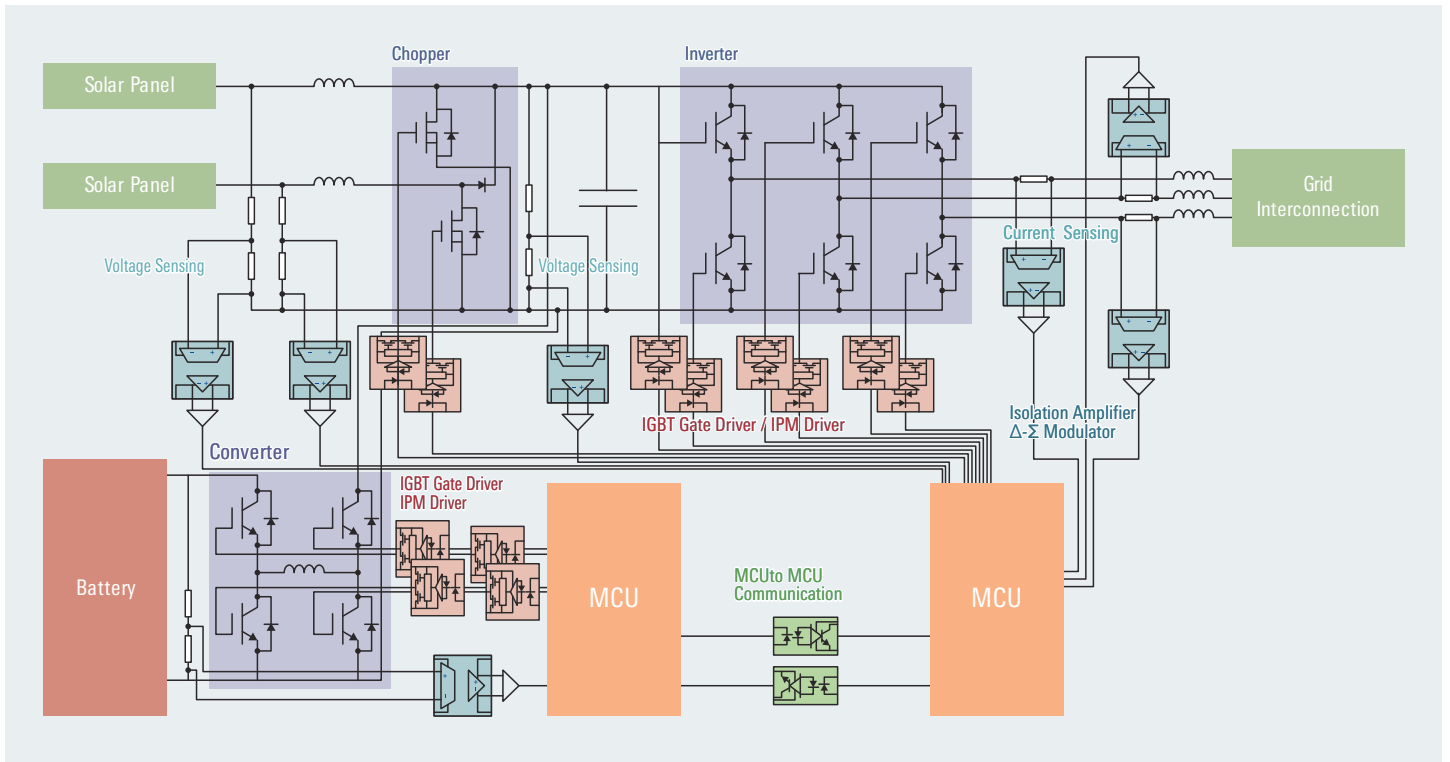 Chopper
Inverter
Solar Panel
Solar Panel
Grid
Interconnection
Voltage Sensing
Voltage Sensing
Current Sensing
IGBT Gate Driver / IPM Driver
Isolation Amplifier
Δ-Σ Modulator
Converter
IGBT Gate Driver
IPM Driver
Battery
MCU
MCUto MCU
Communication
MCU